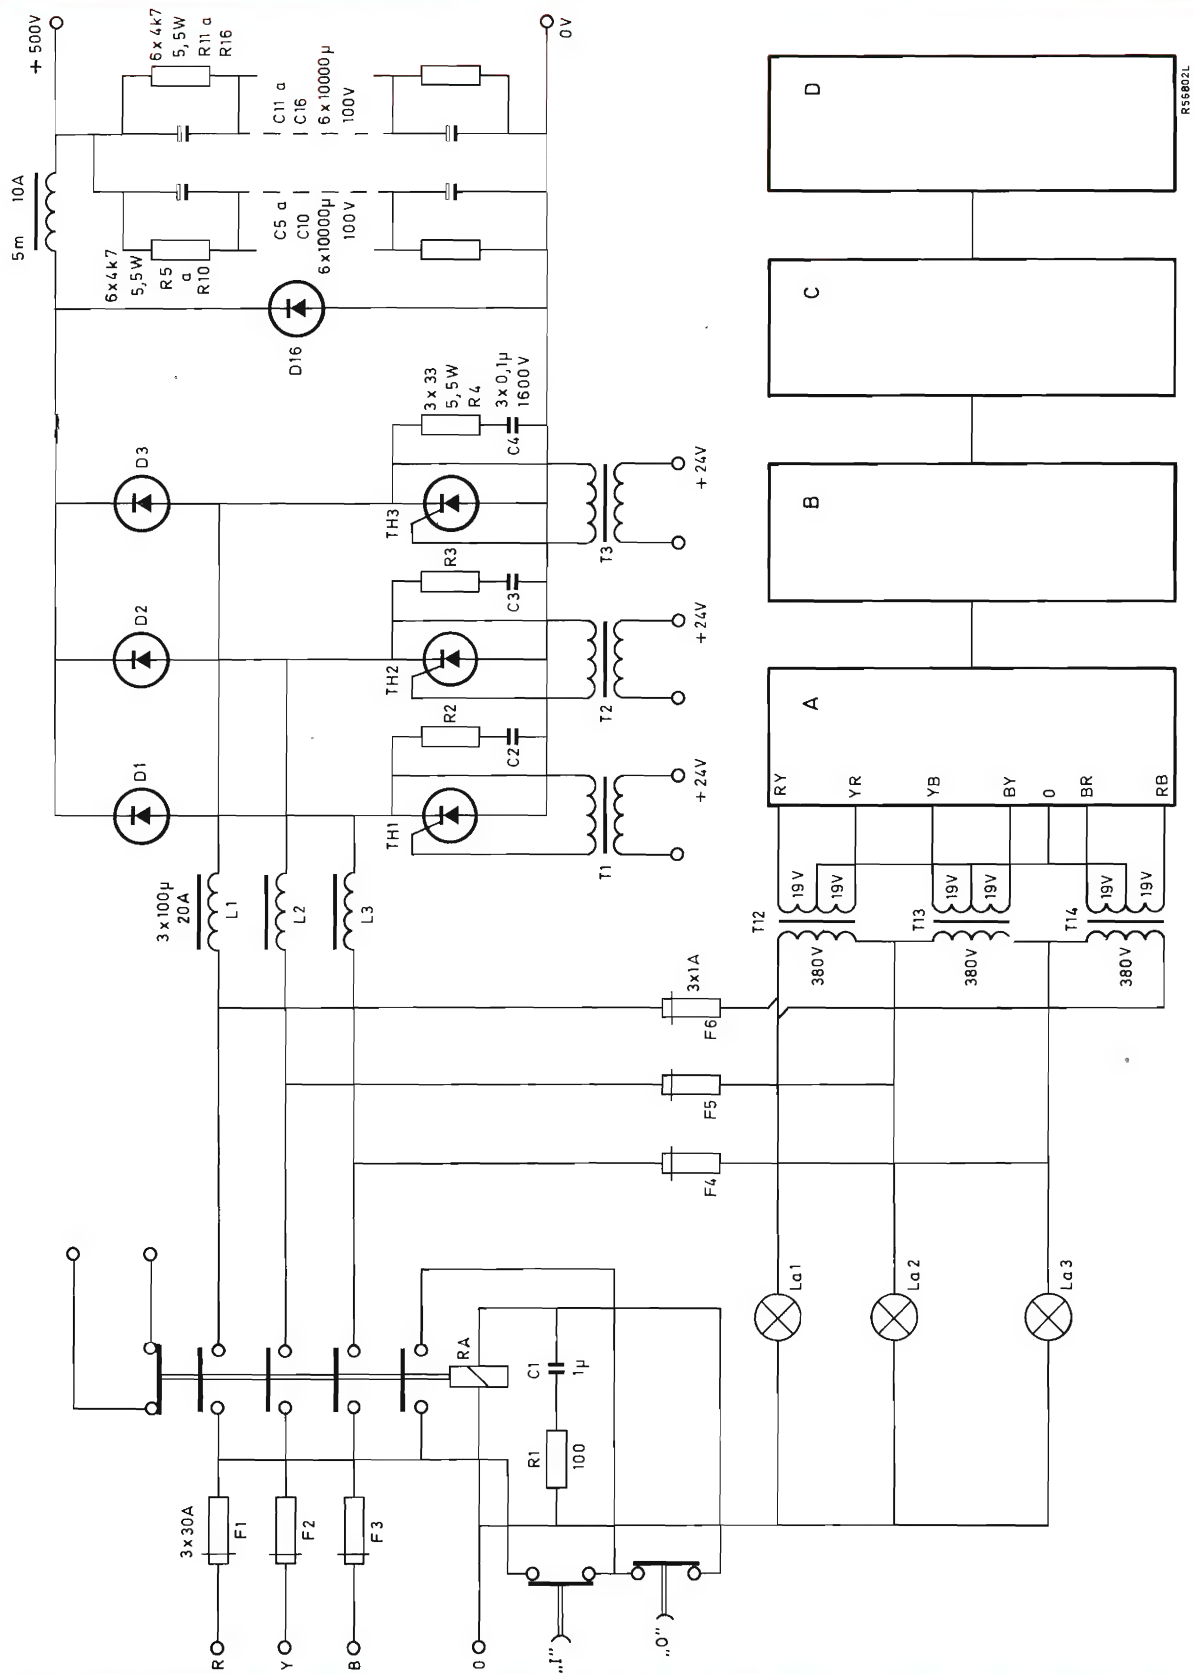 + 500V
0V
5m 10A
6x4k7
5,5W
R11 a
R16
C11 a
C16
6x10000µ
100V
6x4k7
5,5W
R5
a
R10
C5 a
C10
6x10000µ
100V
D16
D3
D2
D1
3x33
5,5W
R4
3x0,1µ
1600V
C4
TH3
R3
C3
TH2
R2
C2
TH1
T3
+24V
T2
+24V
T1
+24V
3x100µ
20A
L1
L2
L3
3x30A
F1
F2
F3
R
Y
B
0
RA
C1
1µ
R1
100
„I"
„O"
3x1A
F6
F5
F4
La1
La2
La3
T12
380V
19V
19V
T13
380V
19V
19V
T14
380V
19V
19V
RY
YR
YB
BY
0
BR
RB
A
B
C
D
R56802L